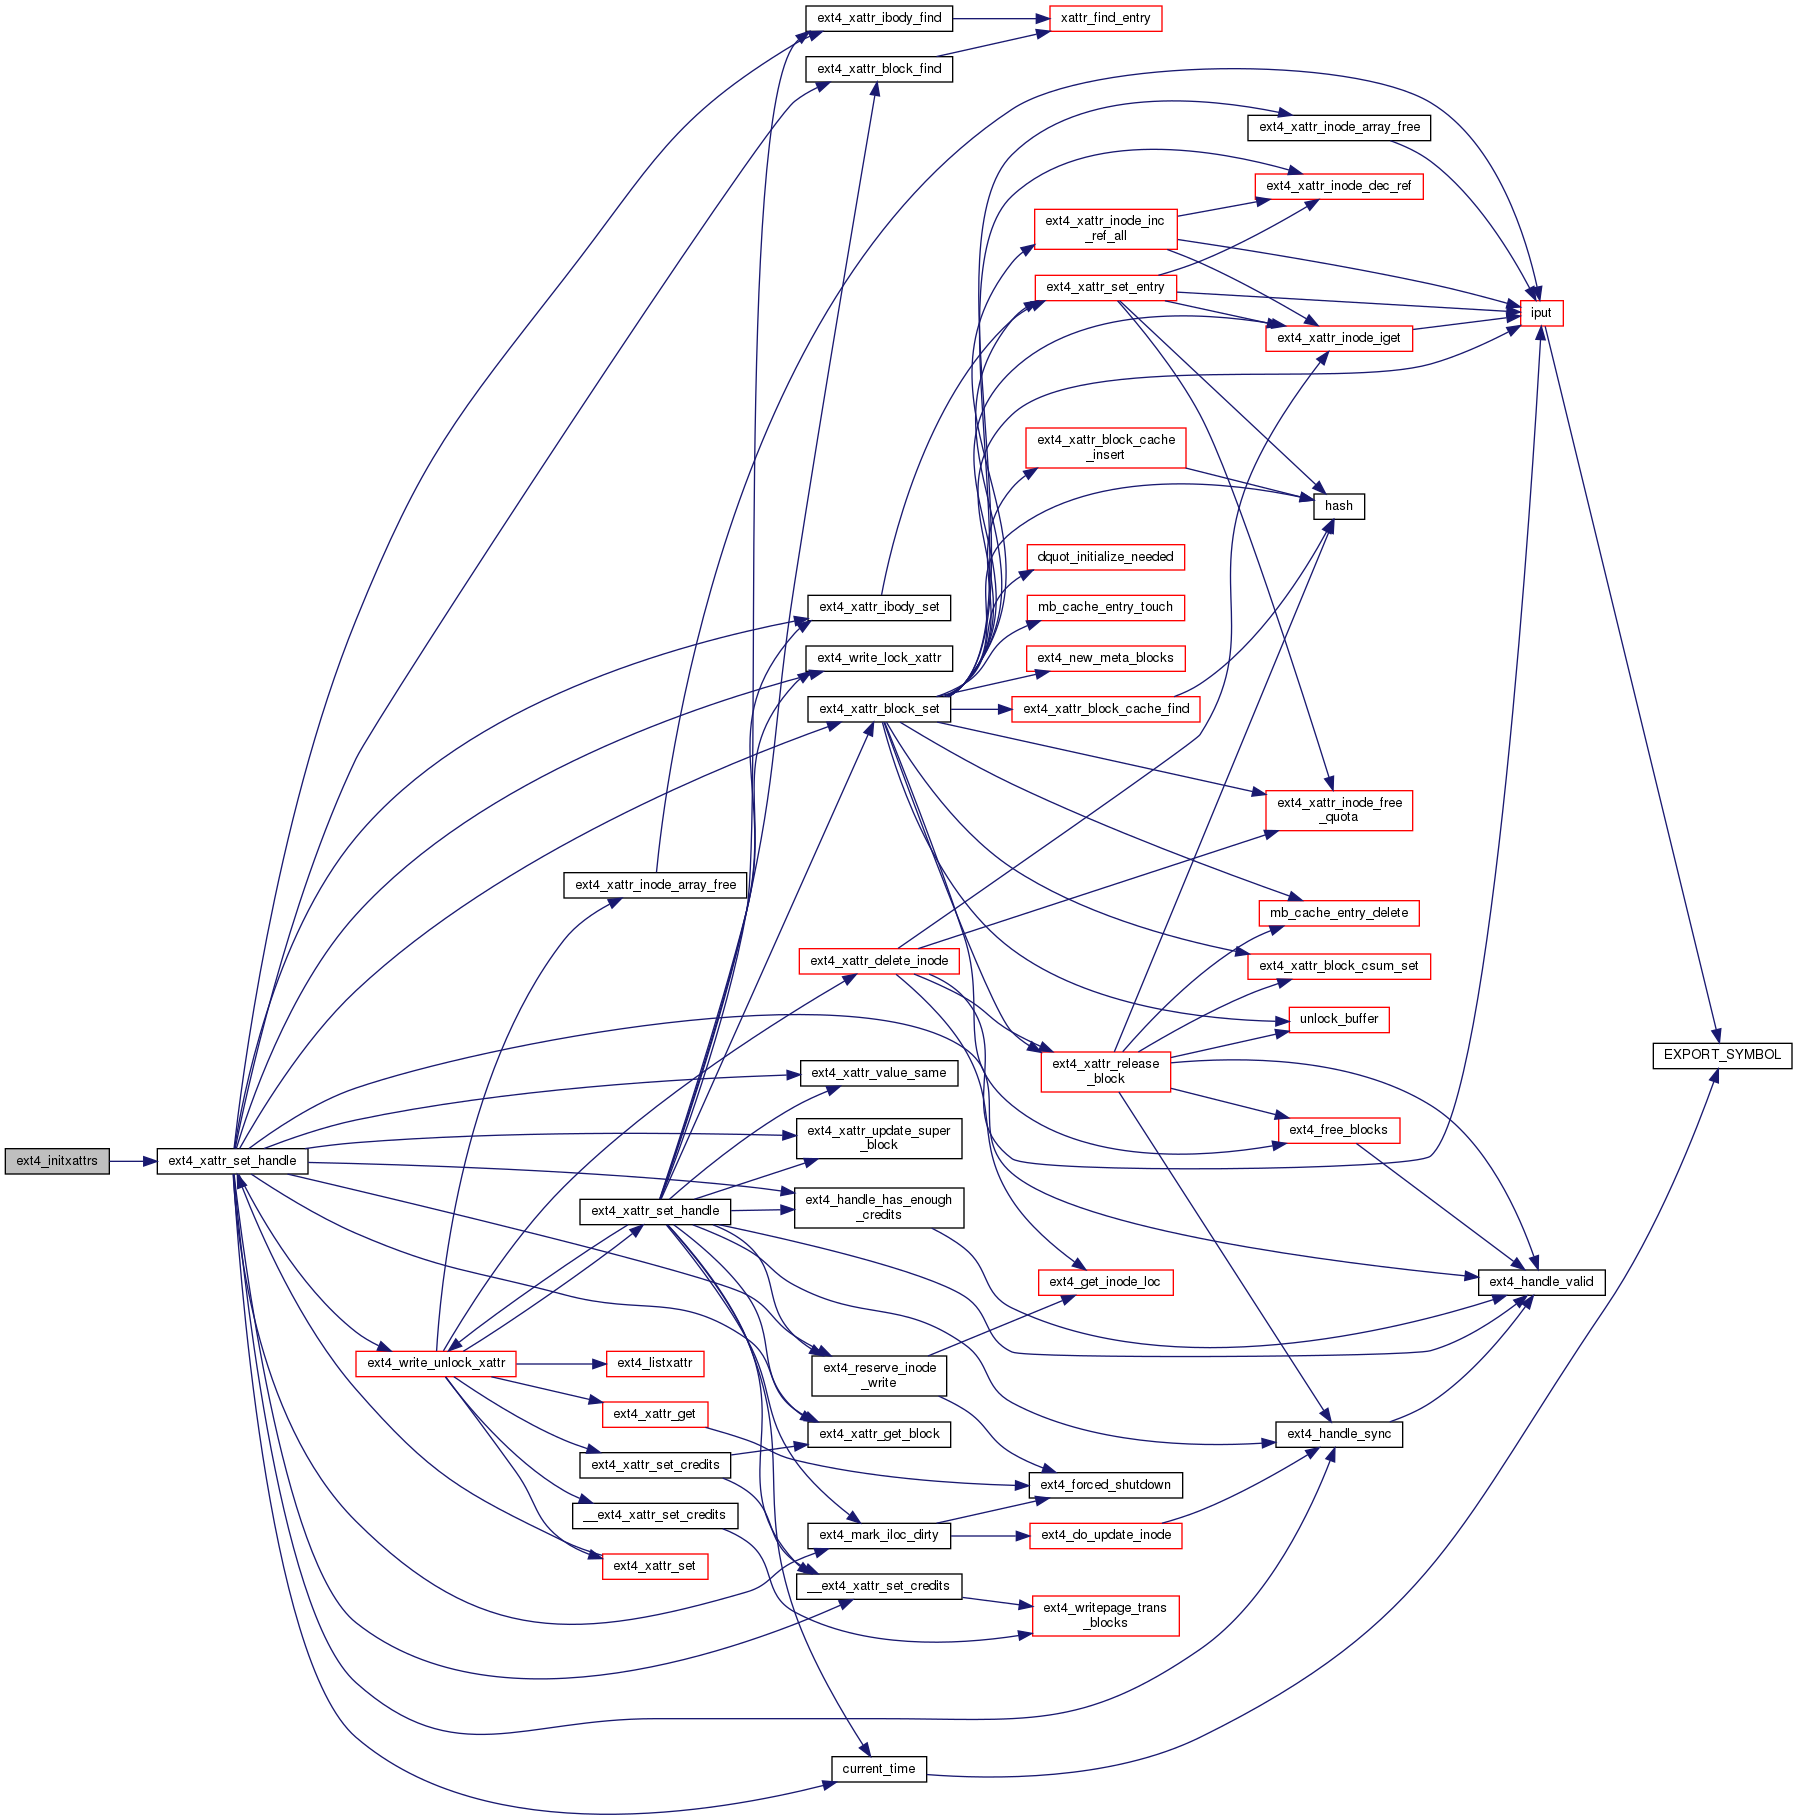 ext4_xattr_ibody_find
xattr_find_entry
ext4_xattr_block_find
ext4_xattr_inode_array_free
ext4_xattr_inode_dec_ref
ext4_xattr_inode_inc
_ref_all
ext4_xattr_set_entry
iput
ext4_xattr_inode_iget
ext4_xattr_block_cache
_insert
hash
dquot_initialize_needed
ext4_xattr_ibody_set
mb_cache_entry_touch
ext4_write_lock_xattr
ext4_new_meta_blocks
ext4_xattr_block_set
ext4_xattr_block_cache_find
ext4_xattr_inode_free
_quota
ext4_xattr_inode_array_free
mb_cache_entry_delete
ext4_xattr_delete_inode
ext4_xattr_block_csum_set
unlock_buffer
EXPORT_SYMBOL
ext4_xattr_value_same
ext4_xattr_release
_block
ext4_free_blocks
ext4_xattr_update_super
_block
ext4_initxattrs
ext4_xattr_set_handle
ext4_xattr_set_handle
ext4_handle_has_enough
_credits
ext4_get_inode_loc
ext4_handle_valid
ext4_write_unlock_xattr
ext4_listxattr
ext4_reserve_inode
_write
ext4_xattr_get
ext4_xattr_get_block
ext4_handle_sync
ext4_xattr_set_credits
ext4_forced_shutdown
__ext4_xattr_set_credits
ext4_mark_iloc_dirty
ext4_do_update_inode
ext4_xattr_set
__ext4_xattr_set_credits
ext4_writepage_trans
_blocks
current_time